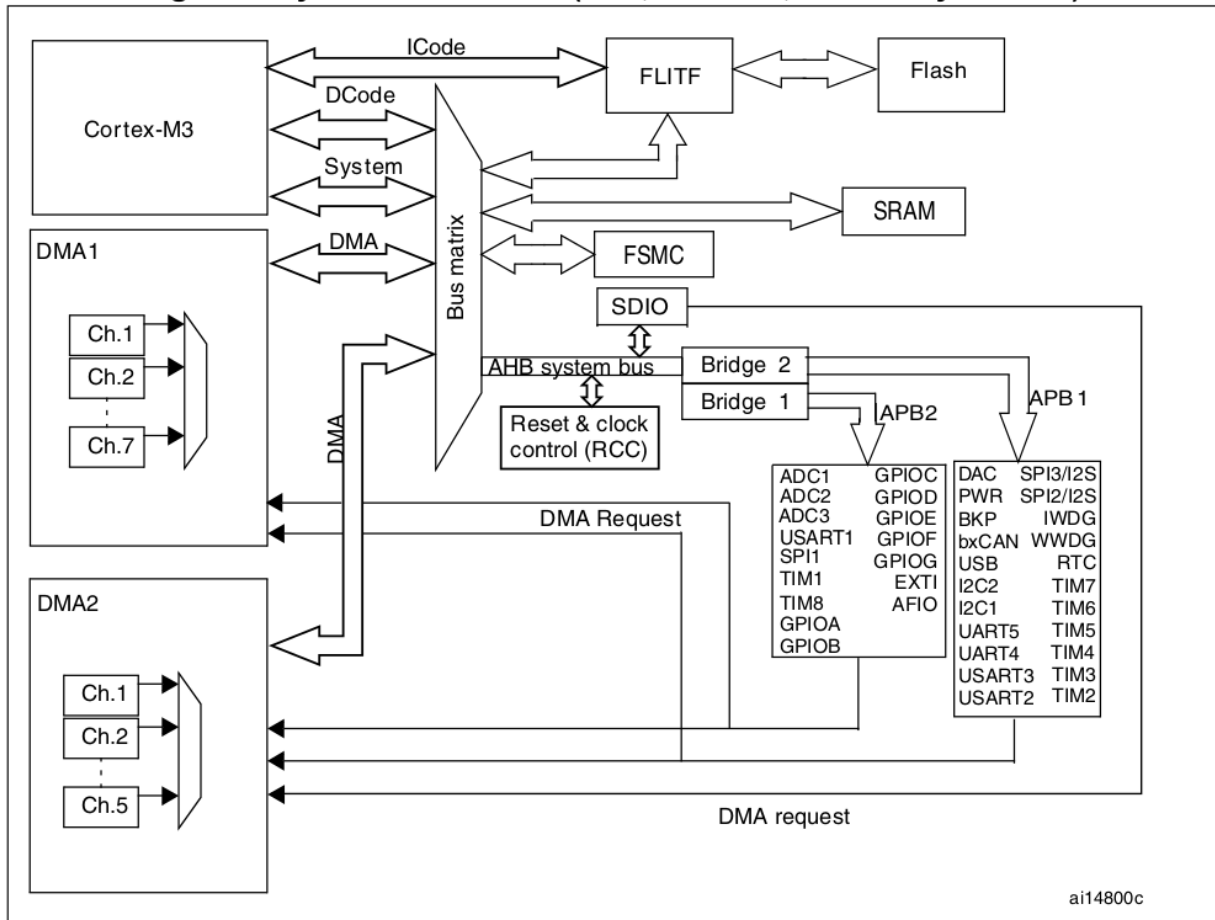 ICode
FLITF
Flash
Cortex-M3
DCode
System
SRAM
DMA1
DMA
Bus matrix
FSMC
SDIO
Ch.1
Ch.2
Ch.7
AHB system bus
Bridge 2
Bridge 1
APB2
APB1
Reset & clock
control (RCC)
DMA
DMA Request
ADC1 GPIOC
ADC2 GPIOD
ADC3 GPIOE
USART1 GPIOF
SPI1 GPIOG
TIM1 EXTI
TIM8 AFIO
GPIOA
GPIOB
DAC SPI3/I2S
PWR SPI2/I2S
BKP IWDG
bxCAN WWDG
USB RTC
I2C2 TIM7
I2C1 TIM6
UART5 TIM5
UART4 TIM4
USART3 TIM3
USART2 TIM2
DMA2
Ch.1
Ch.2
Ch.5
DMA request
ai14800c